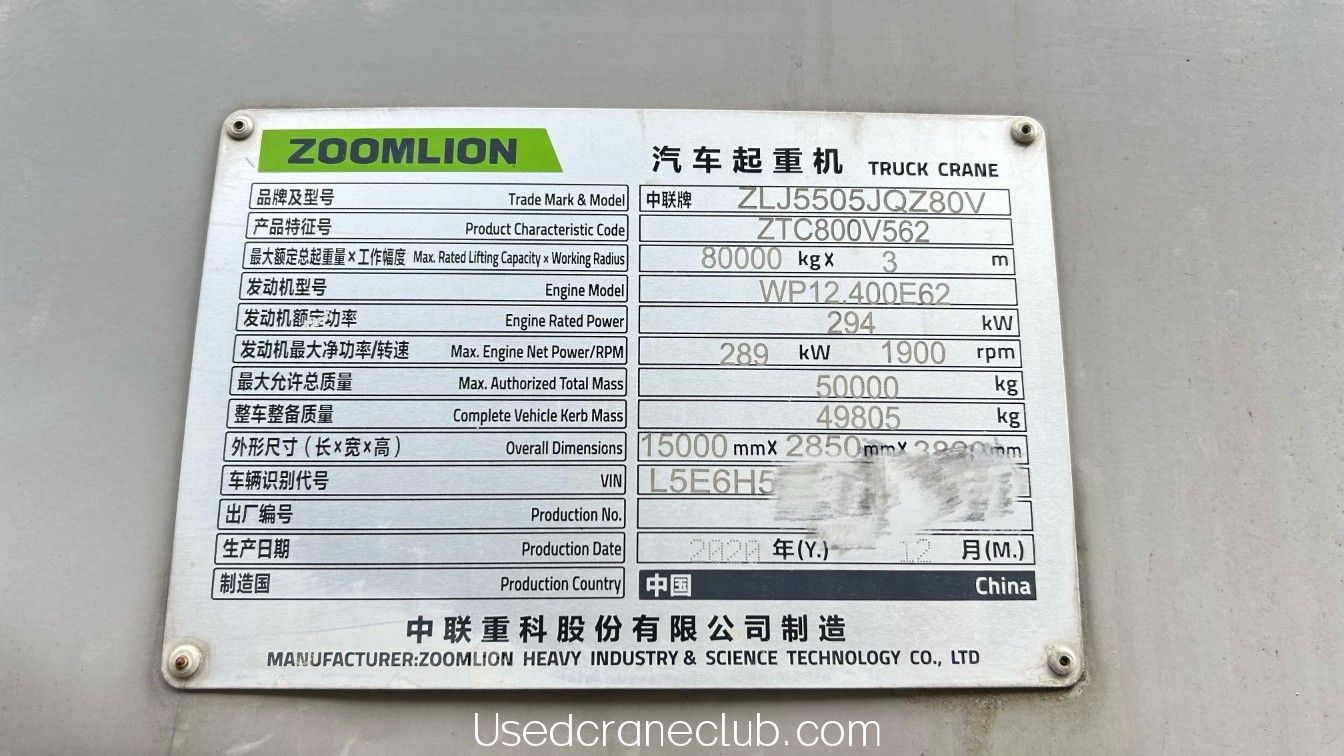 ZOOMLION 汽车起重机 TRUCK CRANE
品牌及型号 Trade Mark & Model 中联牌 ZLJ5505JQZ80V
产品特征号 Product Characteristic Code ZTC800V562
最大额定总起重量×工作幅度 Max. Rated Lifting Capacity × Working Radius 80000 kgX 3 m
发动机型号 Engine Model WP12.400E62
发动机额定功率 Engine Rated Power 294 kW
发动机最大净功率/转速 Max. Engine Net Power/RPM 289 kW 1900 rpm
最大允许总质量 Max. Authorized Total Mass 50000 kg
整车整备质量 Complete Vehicle Kerb Mass 49805 kg
外形尺寸(长×宽×高) Overall Dimensions 15000 mmX 2850 mmX mm
车辆识别代号 VIN L5E6H5
出厂编号 Production No.
生产日期 Production Date 2020 年(Y.) 12 月(M.)
制造国 Production Country 中国 China
中联重科股份有限公司制造
MANUFACTURER:ZOOMLION HEAVY INDUSTRY & SCIENCE TECHNOLOGY CO., LTD
Usedcraneclub.com